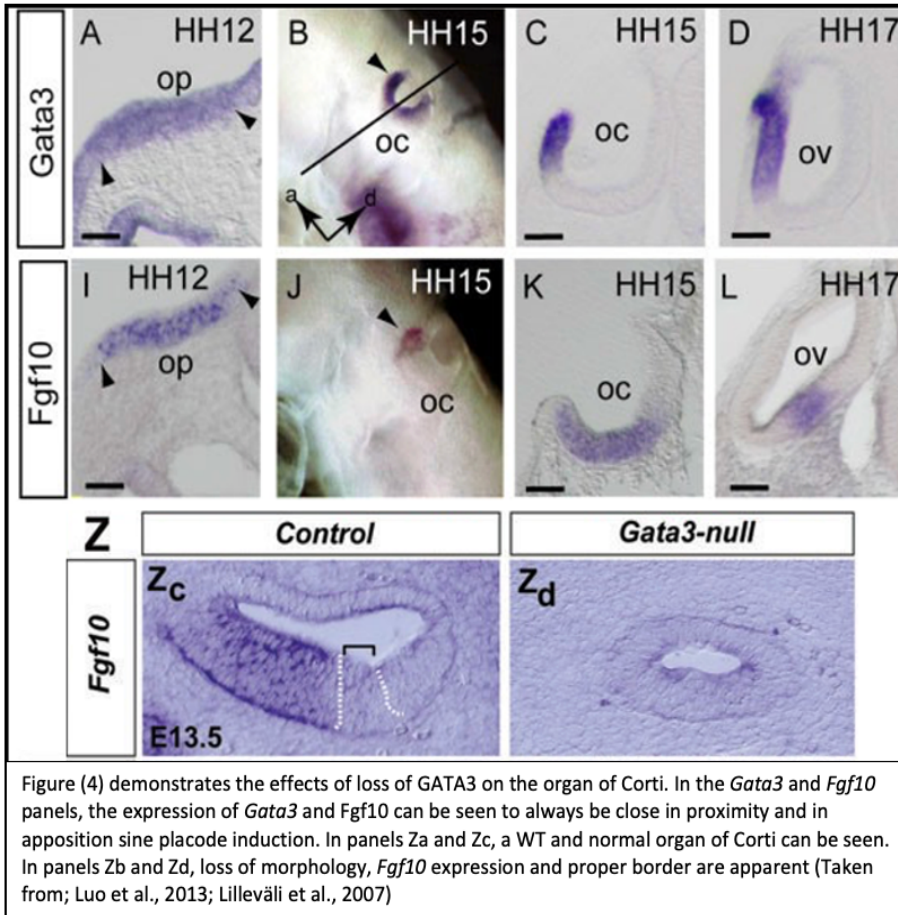 A HH12
op
B HH15
oc
a d
C HH15
oc
D HH17
ov
Gata3
I HH12
op
J HH15
oc
K HH15
oc
L HH17
ov
Fgf10
Z Control Gata3-null
Fgf10
Zc
E13.5
Zd
Figure (4) demonstrates the effects of loss of GATA3 on the organ of Corti. In the Gata3 and Fgf10
panels, the expression of Gata3 and Fgf10 can be seen to always be close in proximity and in
apposition sine placode induction. In panels Za and Zc, a WT and normal organ of Corti can be seen.
In panels Zb and Zd, loss of morphology, Fgf10 expression and proper border are apparent (Taken
from; Luo et al., 2013; Lilleväli et al., 2007)